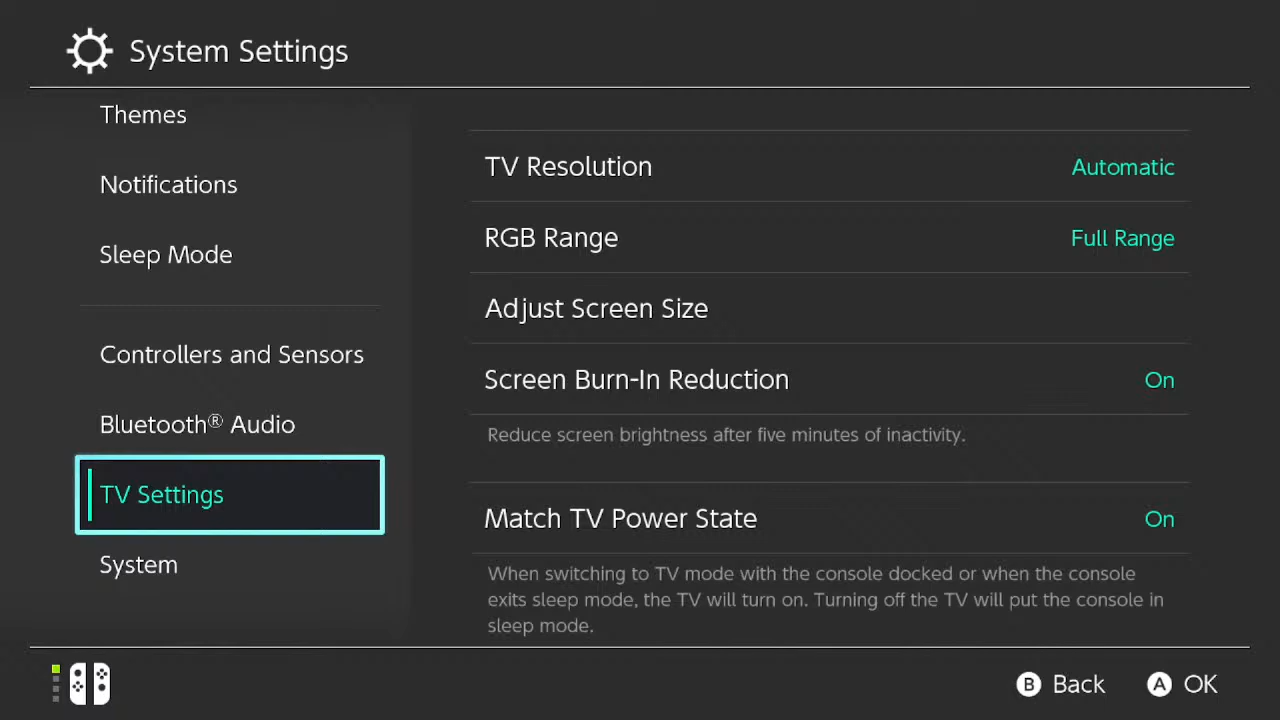 System Settings
Themes
Notifications
Sleep Mode
Controllers and Sensors
Bluetooth® Audio
TV Settings
System
TV Resolution Automatic
RGB Range Full Range
Adjust Screen Size
Screen Burn-In Reduction On
Reduce screen brightness after five minutes of inactivity.
Match TV Power State On
When switching to TV mode with the console docked or when the console
exits sleep mode, the TV will turn on. Turning off the TV will put the console in
sleep mode.
B Back A OK